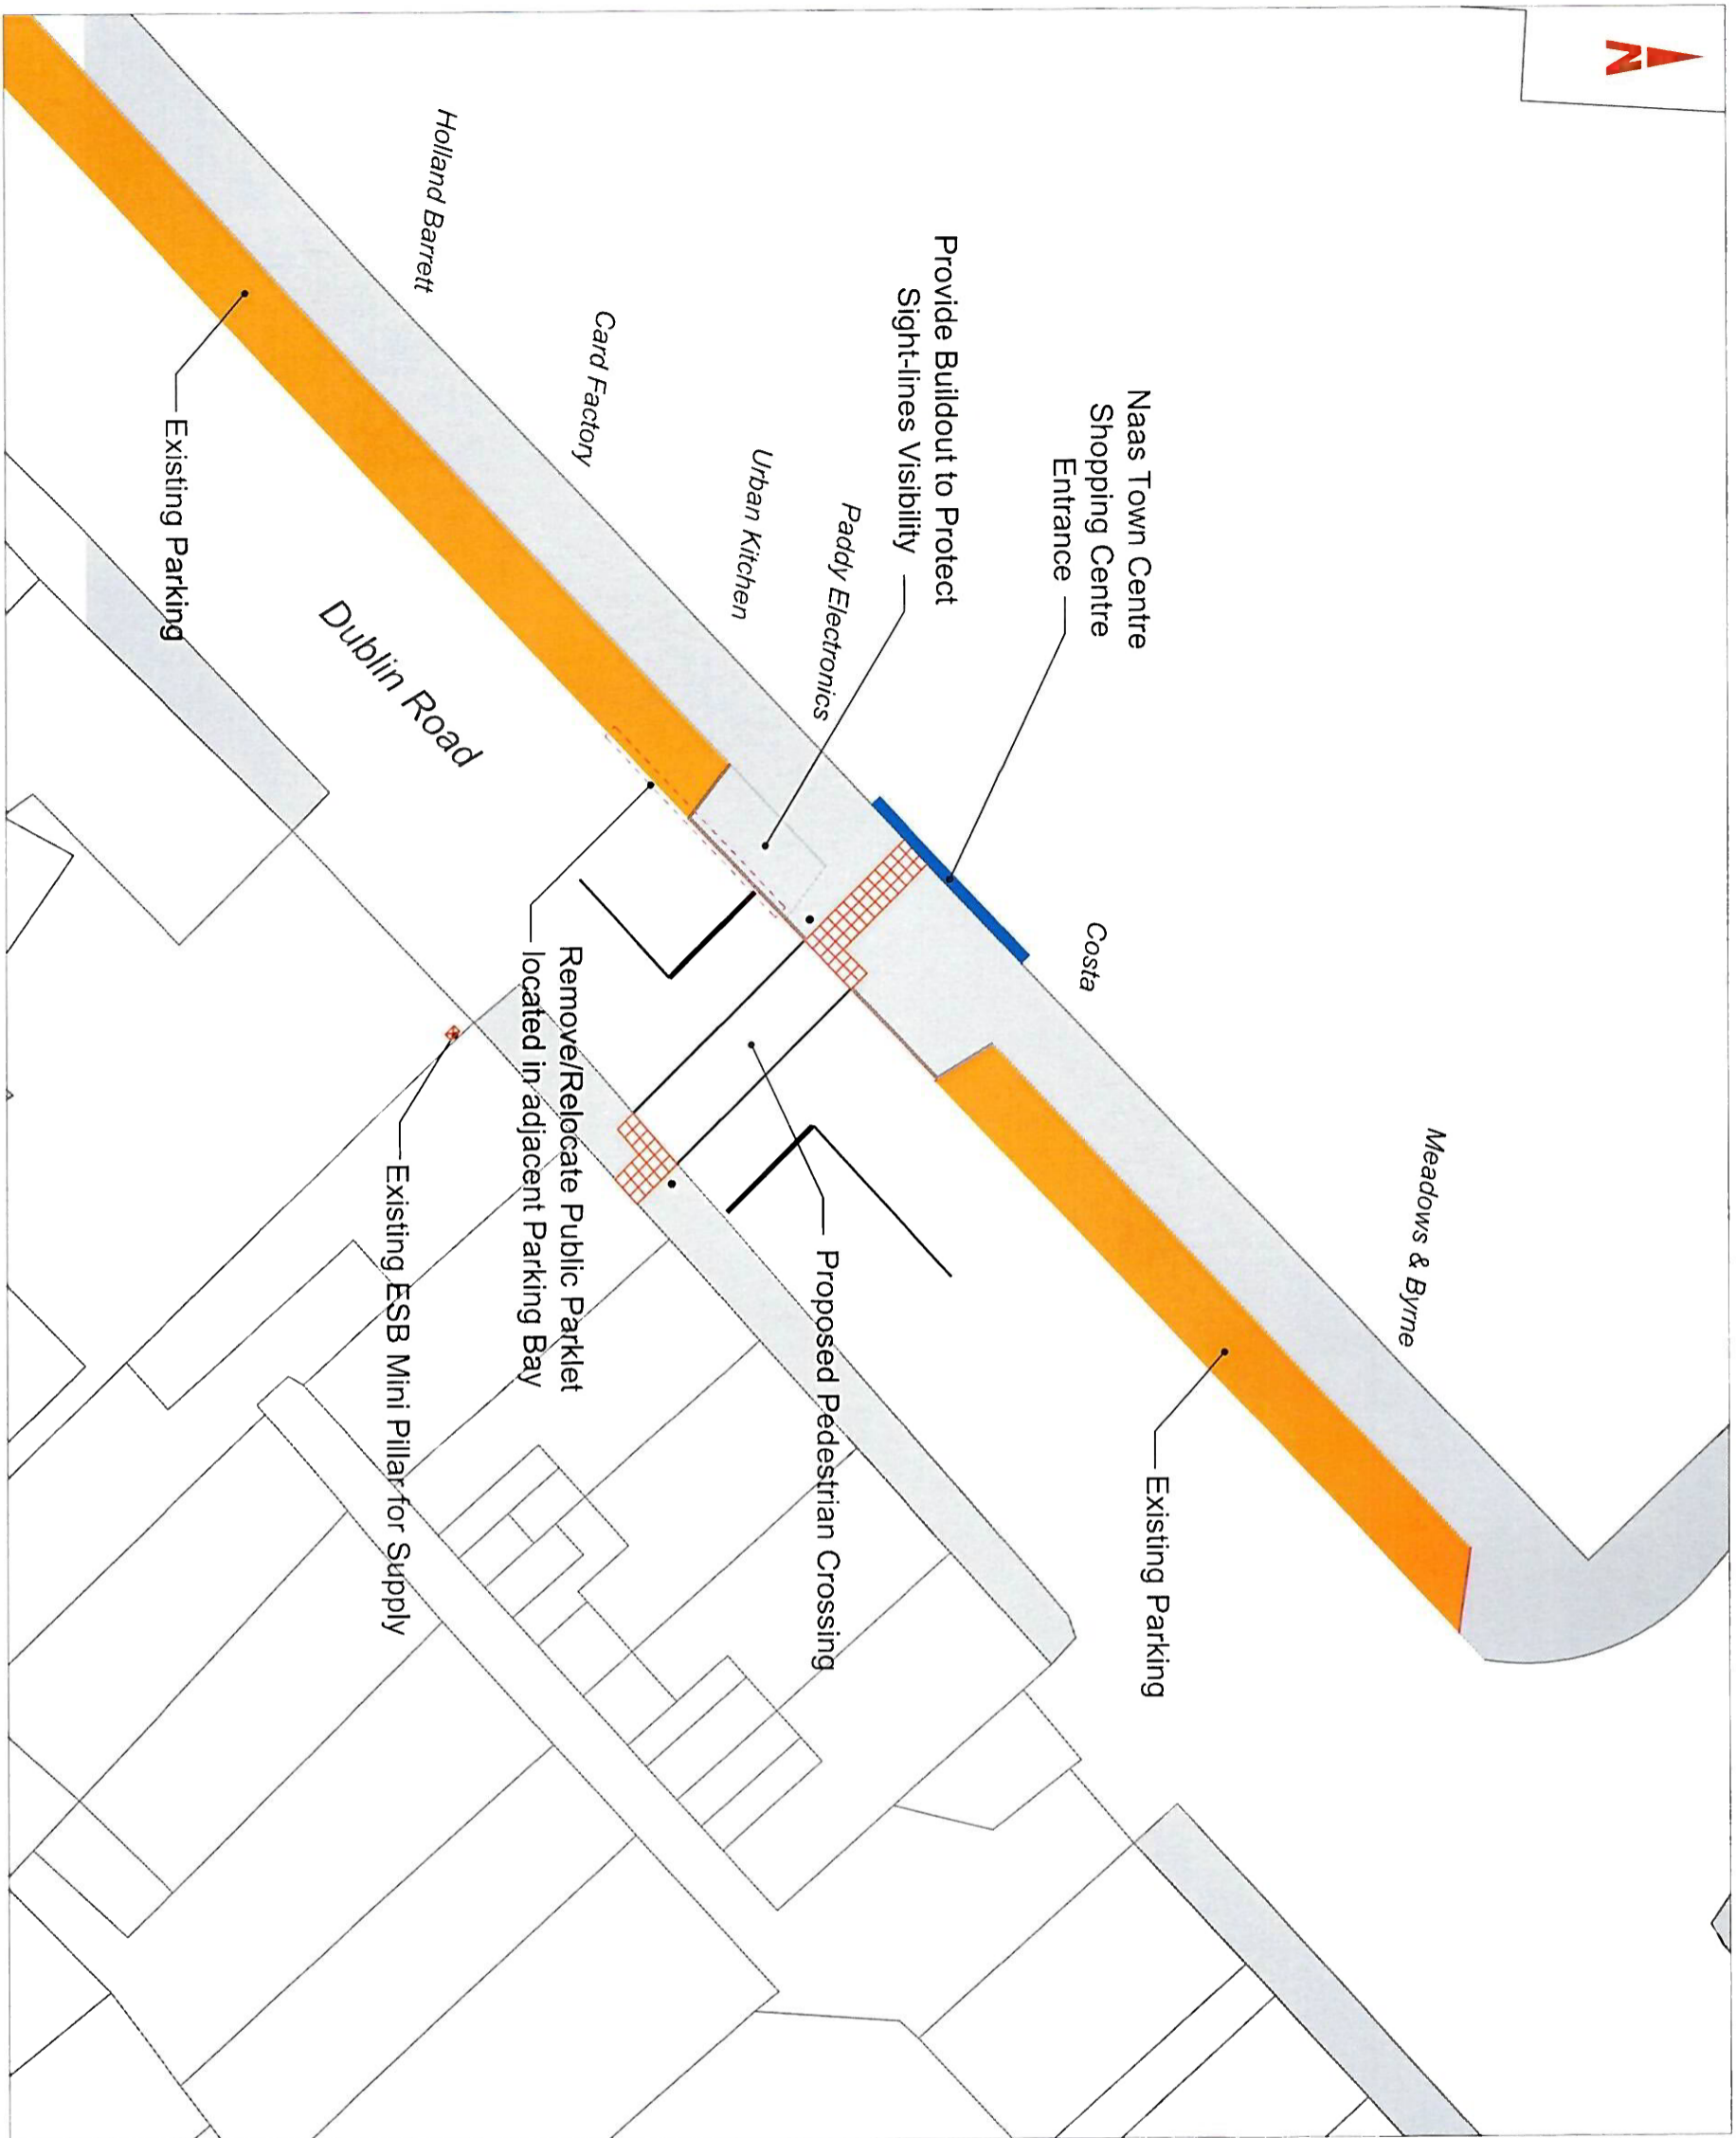 N
Naas Town Centre
Shopping Centre
Entrance
Provide Buildout to Protect
Sight-lines Visibility
Holland Barrett
Card Factory
Urban Kitchen
Paddy Electronics
Costa
Meadows & Byrne
Existing Parking
Existing Parking
Dublin Road
Proposed Pedestrian Crossing
Remove/Relocate Public Parklet
located in adjacent Parking Bay
Existing ESB Mini Pillar for Supply